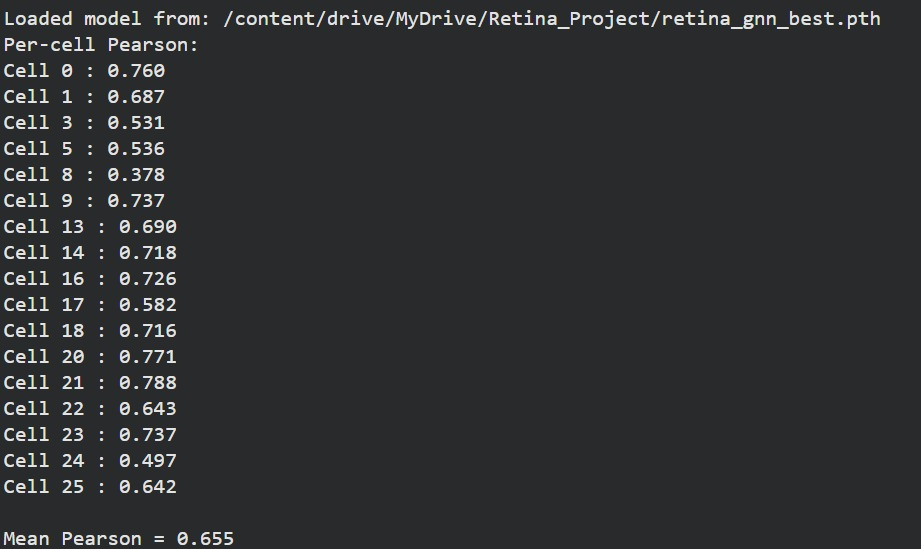 Loaded model from: /content/drive/MyDrive/Retina_Project/retina_gnn_best.pth
Per-cell Pearson:
Cell 0 : 0.760
Cell 1 : 0.687
Cell 3 : 0.531
Cell 5 : 0.536
Cell 8 : 0.378
Cell 9 : 0.737
Cell 13 : 0.690
Cell 14 : 0.718
Cell 16 : 0.726
Cell 17 : 0.582
Cell 18 : 0.716
Cell 20 : 0.771
Cell 21 : 0.788
Cell 22 : 0.643
Cell 23 : 0.737
Cell 24 : 0.497
Cell 25 : 0.642
Mean Pearson = 0.655